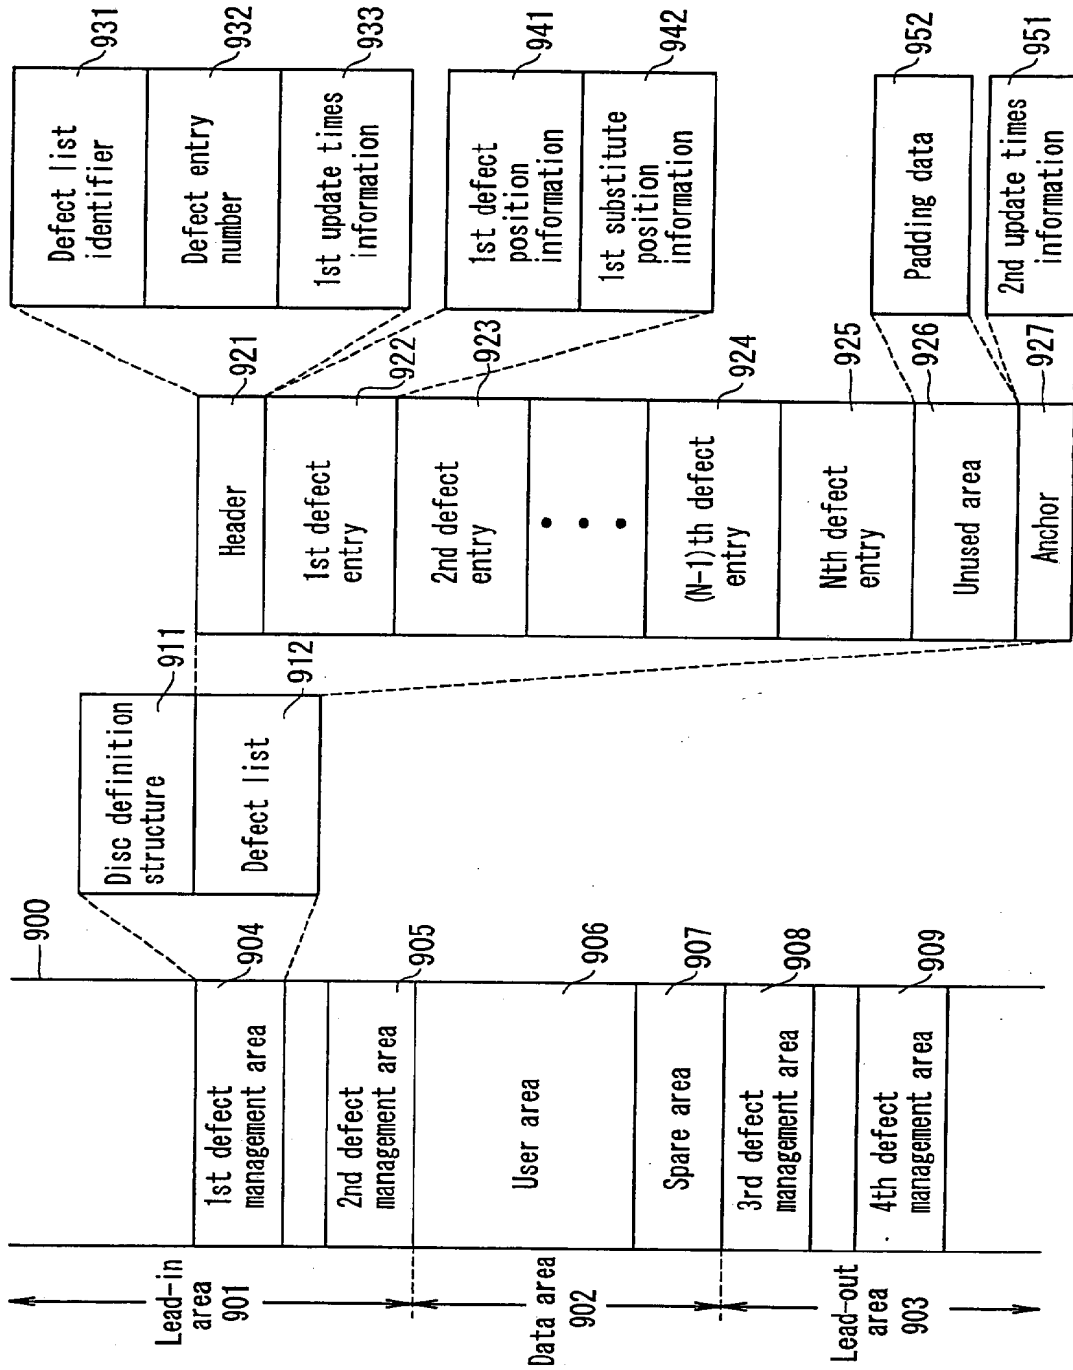 900
Lead-in
area
901
Data area
902
Lead-out
area
903
1st defect
management area
904
2nd defect
management area
905
User area
906
Spare area
907
3rd defect
management area
908
4th defect
management area
909
Disc definition
structure
911
Defect list
912
Header
921
1st defect
entry
922
2nd defect
entry
923
(N-1)th defect
entry
924
Nth defect
entry
925
Unused area
926
Anchor
927
Defect list
identifier
931
Defect entry
number
932
1st update times
information
933
1st defect
position
information
941
1st substitute
position
information
942
Padding data
952
2nd update times
information
951